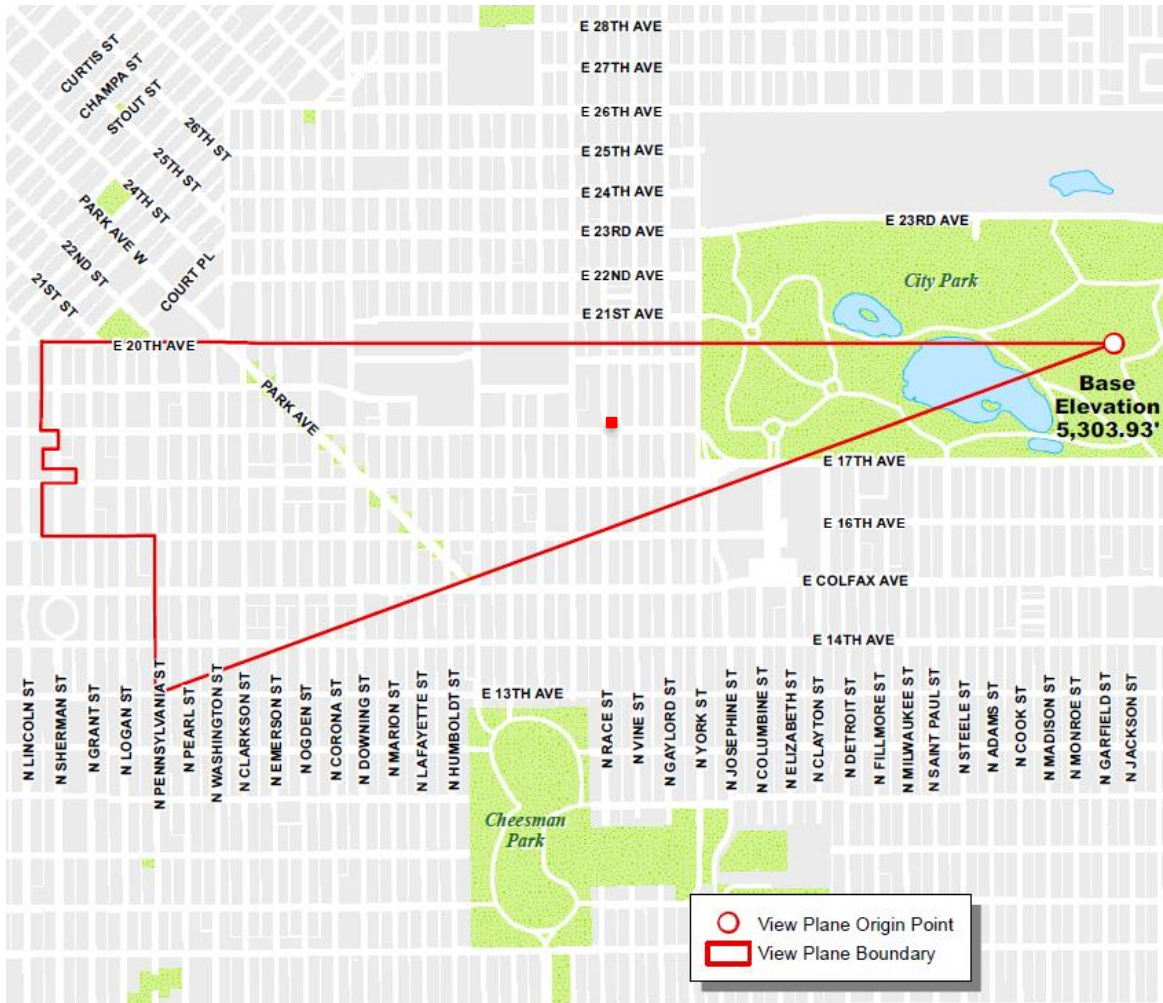 E 28TH AVE
CURTIS ST
CHAMPA ST
STOUT ST
E 27TH AVE
E 26TH AVE
26TH ST
25TH ST
E 25TH AVE
24TH ST
E 24TH AVE
PARK AVE W
E 23RD AVE
E 23RD AVE
22ND ST
COURT PL
E 22ND AVE
City Park
21ST ST
E 21ST AVE
E 20TH AVE
Base
Elevation
5,303.93'
PARK AVE
E 17TH AVE
E 16TH AVE
E COLFAX AVE
E 14TH AVE
E 13TH AVE
N LINCOLN ST
N SHERMAN ST
N GRANT ST
N LOGAN ST
N PENNSYLVANIA ST
N PEARL ST
N WASHINGTON ST
N CLARKSON ST
N EMERSON ST
N OGDEN ST
N CORONA ST
N DOWNING ST
N MARION ST
N LAFAYETTE ST
N HUMBOLDT ST
N RACE ST
N VINE ST
N GAYLORD ST
N YORK ST
N JOSEPHINE ST
N COLUMBINE ST
N ELIZABETH ST
N CLAYTON ST
N DETROIT ST
N FILLMORE ST
N MILWAUKEE ST
N SAINT PAUL ST
N STEELE ST
N ADAMS ST
N COOK ST
N MADISON ST
N MONROE ST
N GARFIELD ST
N JACKSON ST
Cheesman
Park
View Plane Origin Point
View Plane Boundary